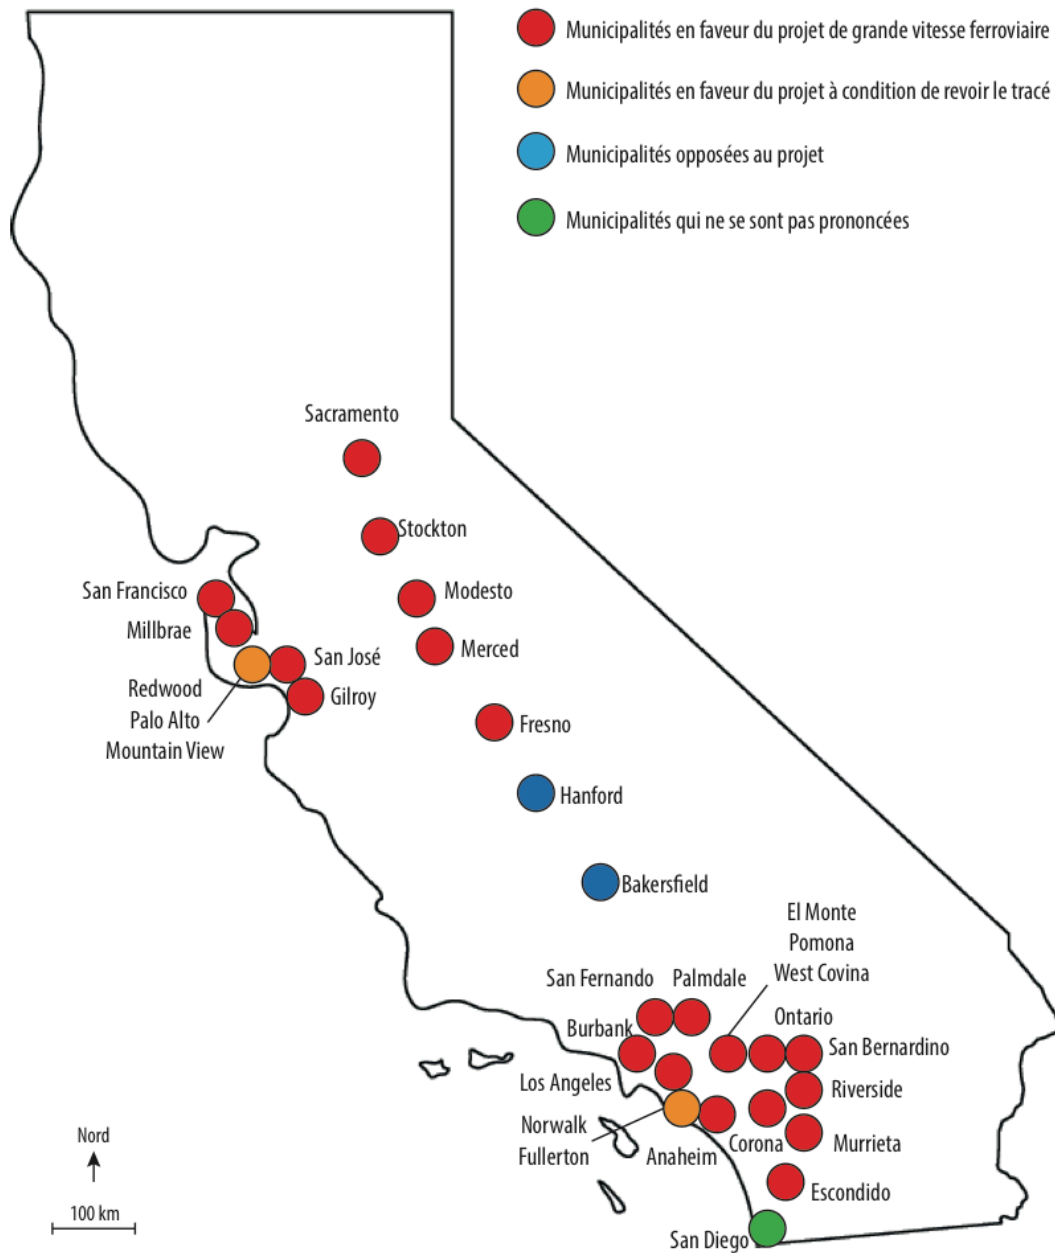 Municipalités en faveur du projet de grande vitesse ferroviaire
Municipalités en faveur du projet à condition de revoir le tracé
Municipalités opposées au projet
Municipalités qui ne se sont pas prononcées
Sacramento
Stockton
San Francisco
Modesto
Millbrae
Merced
San José
Redwood
Palo Alto
Mountain View
Gilroy
Fresno
Hanford
Bakersfield
El Monte
Pomona
West Covina
San Fernando
Palmdale
Ontario
Burbank
San Bernardino
Los Angeles
Riverside
Norwalk
Fullerton
Anaheim
Corona
Murrieta
Escondido
San Diego
Nord
100 km